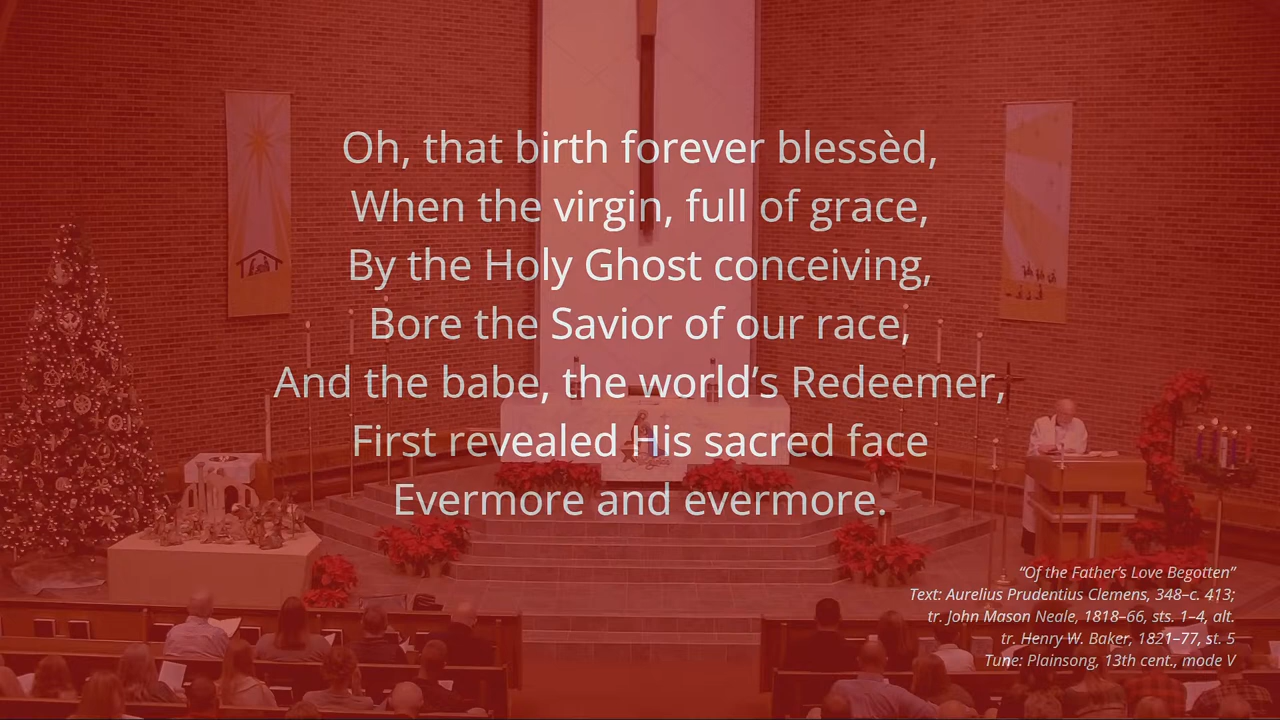 Oh, that birth forever blessèd,
When the virgin, full of grace,
By the Holy Ghost conceiving,
Bore the Savior of our race,
And the babe, the world’s Redeemer,
First revealed His sacred face
Evermore and evermore.
“Of the Father’s Love Begotten”
Text: Aurelius Prudentius Clemens, 348–c. 413;
tr. John Mason Neale, 1818–66, sts. 1–4, alt.
tr. Henry W. Baker, 1821–77, st. 5
Tune: Plainsong, 13th cent., mode V